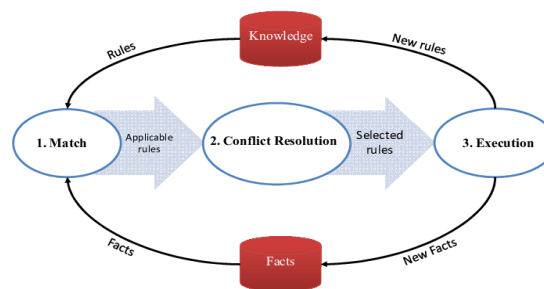 Knowledge
Rules
New rules
1. Match
Applicable
rules
2. Conflict Resolution
Selected
rules
3. Execution
Facts
Facts
New Facts